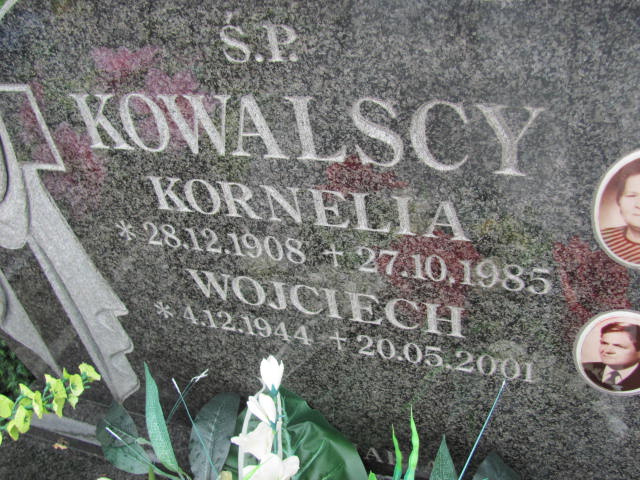 Ś.P.
KOWALSCY
KORNELIA
* 28.12.1908 + 27.10.1985
WOJCIECH
* 4.12.1944 + 20.05.2001